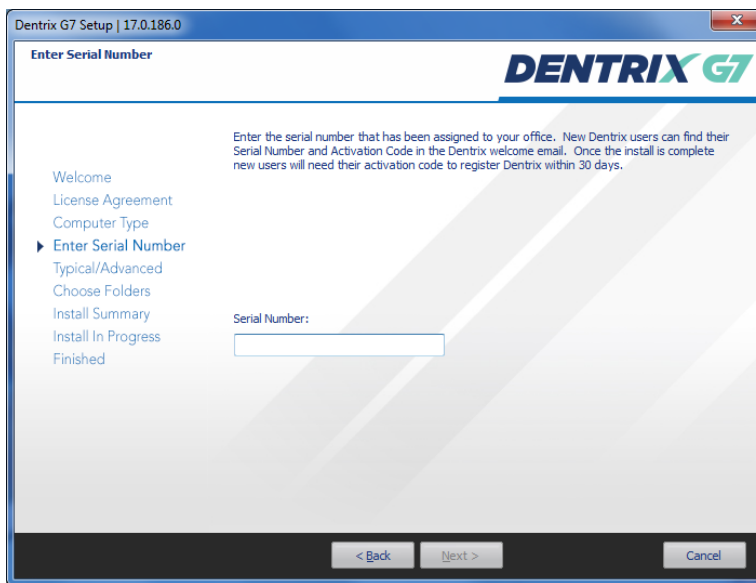 Dentrix G7 Setup | 17.0.186.0
Enter Serial Number
DENTRIX G7
Enter the serial number that has been assigned to your office. New Dentrix users can find their
Serial Number and Activation Code in the Dentrix welcome email. Once the install is complete
new users will need their activation code to register Dentrix within 30 days.
Welcome
License Agreement
Computer Type
Enter Serial Number
Typical/Advanced
Choose Folders
Install Summary
Install In Progress
Finished
Serial Number:
< Back
Next >
Cancel